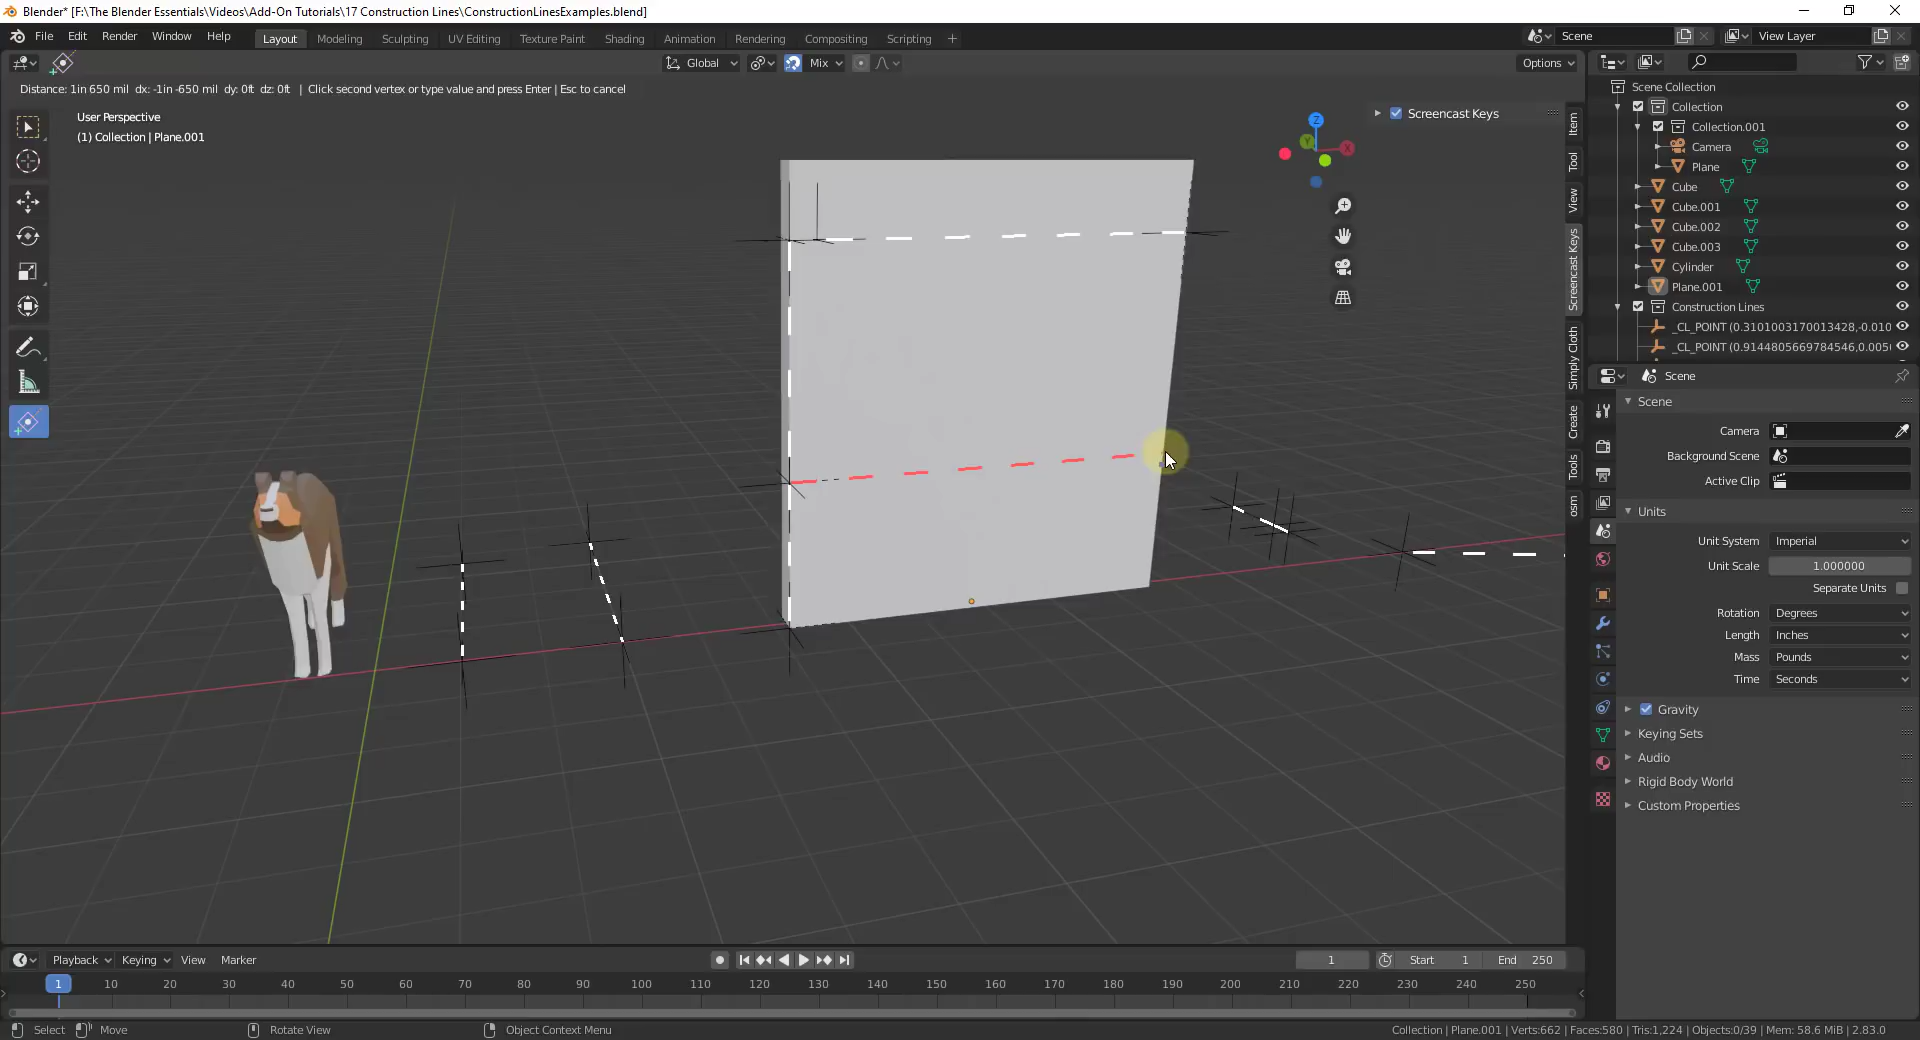 Blender* [F:\The Blender Essentials\Videos\Add-On Tutorials\17 Construction Lines\ConstructionLinesExamples.blend]
File Edit Render Window Help Layout Modeling Sculpting UV Editing Texture Paint Shading Animation Rendering Compositing Scripting + Scene View Layer
Global Mix Options
Distance: 1in 650 mil dx: -1in -650 mil dy: 0ft dz: 0ft | Click second vertex or type value and press Enter | Esc to cancel
User Perspective
(1) Collection | Plane.001
Screencast Keys
Z
Y
X
Item
Tool
View
Screencast Keys
Simply Cloth
Create
Tools
osm
Scene Collection
Collection
Collection.001
Camera
Plane
Cube
Cube.001
Cube.002
Cube.003
Cylinder
Plane.001
Construction Lines
_CL_POINT (0.3101003170013428,-0.010
_CL_POINT (0.9144805669784546,0.005
Scene
Scene
Camera
Background Scene
Active Clip
Units
Unit System Imperial
Unit Scale 1.000000
Separate Units
Rotation Degrees
Length Inches
Mass Pounds
Time Seconds
Gravity
Keying Sets
Audio
Rigid Body World
Custom Properties
Playback Keying View Marker 1 Start 1 End 250
1 10 20 30 40 50 60 70 80 90 100 110 120 130 140 150 160 170 180 190 200 210 220 230 240 250
Select Move Rotate View Object Context Menu Collection | Plane.001 | Verts:662 | Faces:580 | Tris:1,224 | Objects:0/39 | Mem: 58.6 MiB | 2.83.0